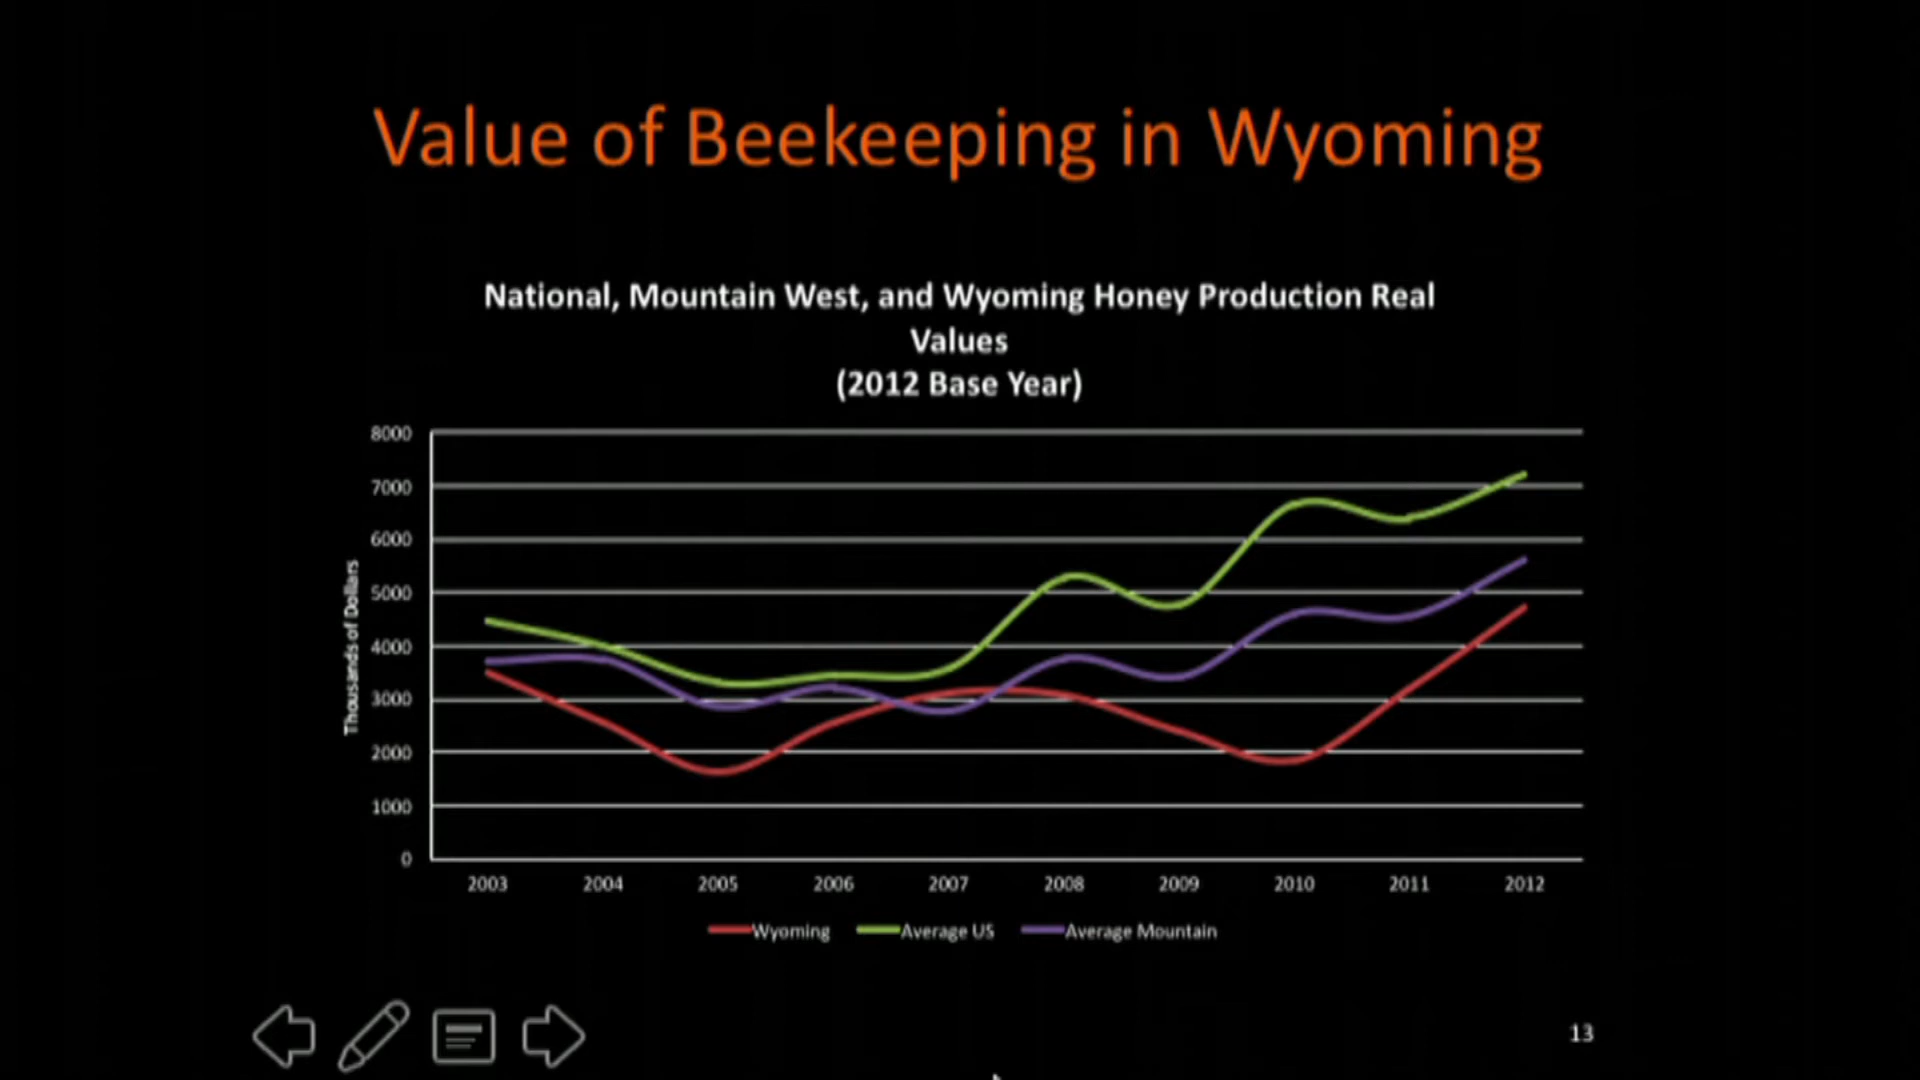 Value of Beekeeping in Wyoming
National, Mountain West, and Wyoming Honey Production Real
Values
(2012 Base Year)
Thousands of Dollars
8000
7000
6000
5000
4000
3000
2000
1000
0
2003 2004 2005 2006 2007 2008 2009 2010 2011 2012
Wyoming Average US Average Mountain
13